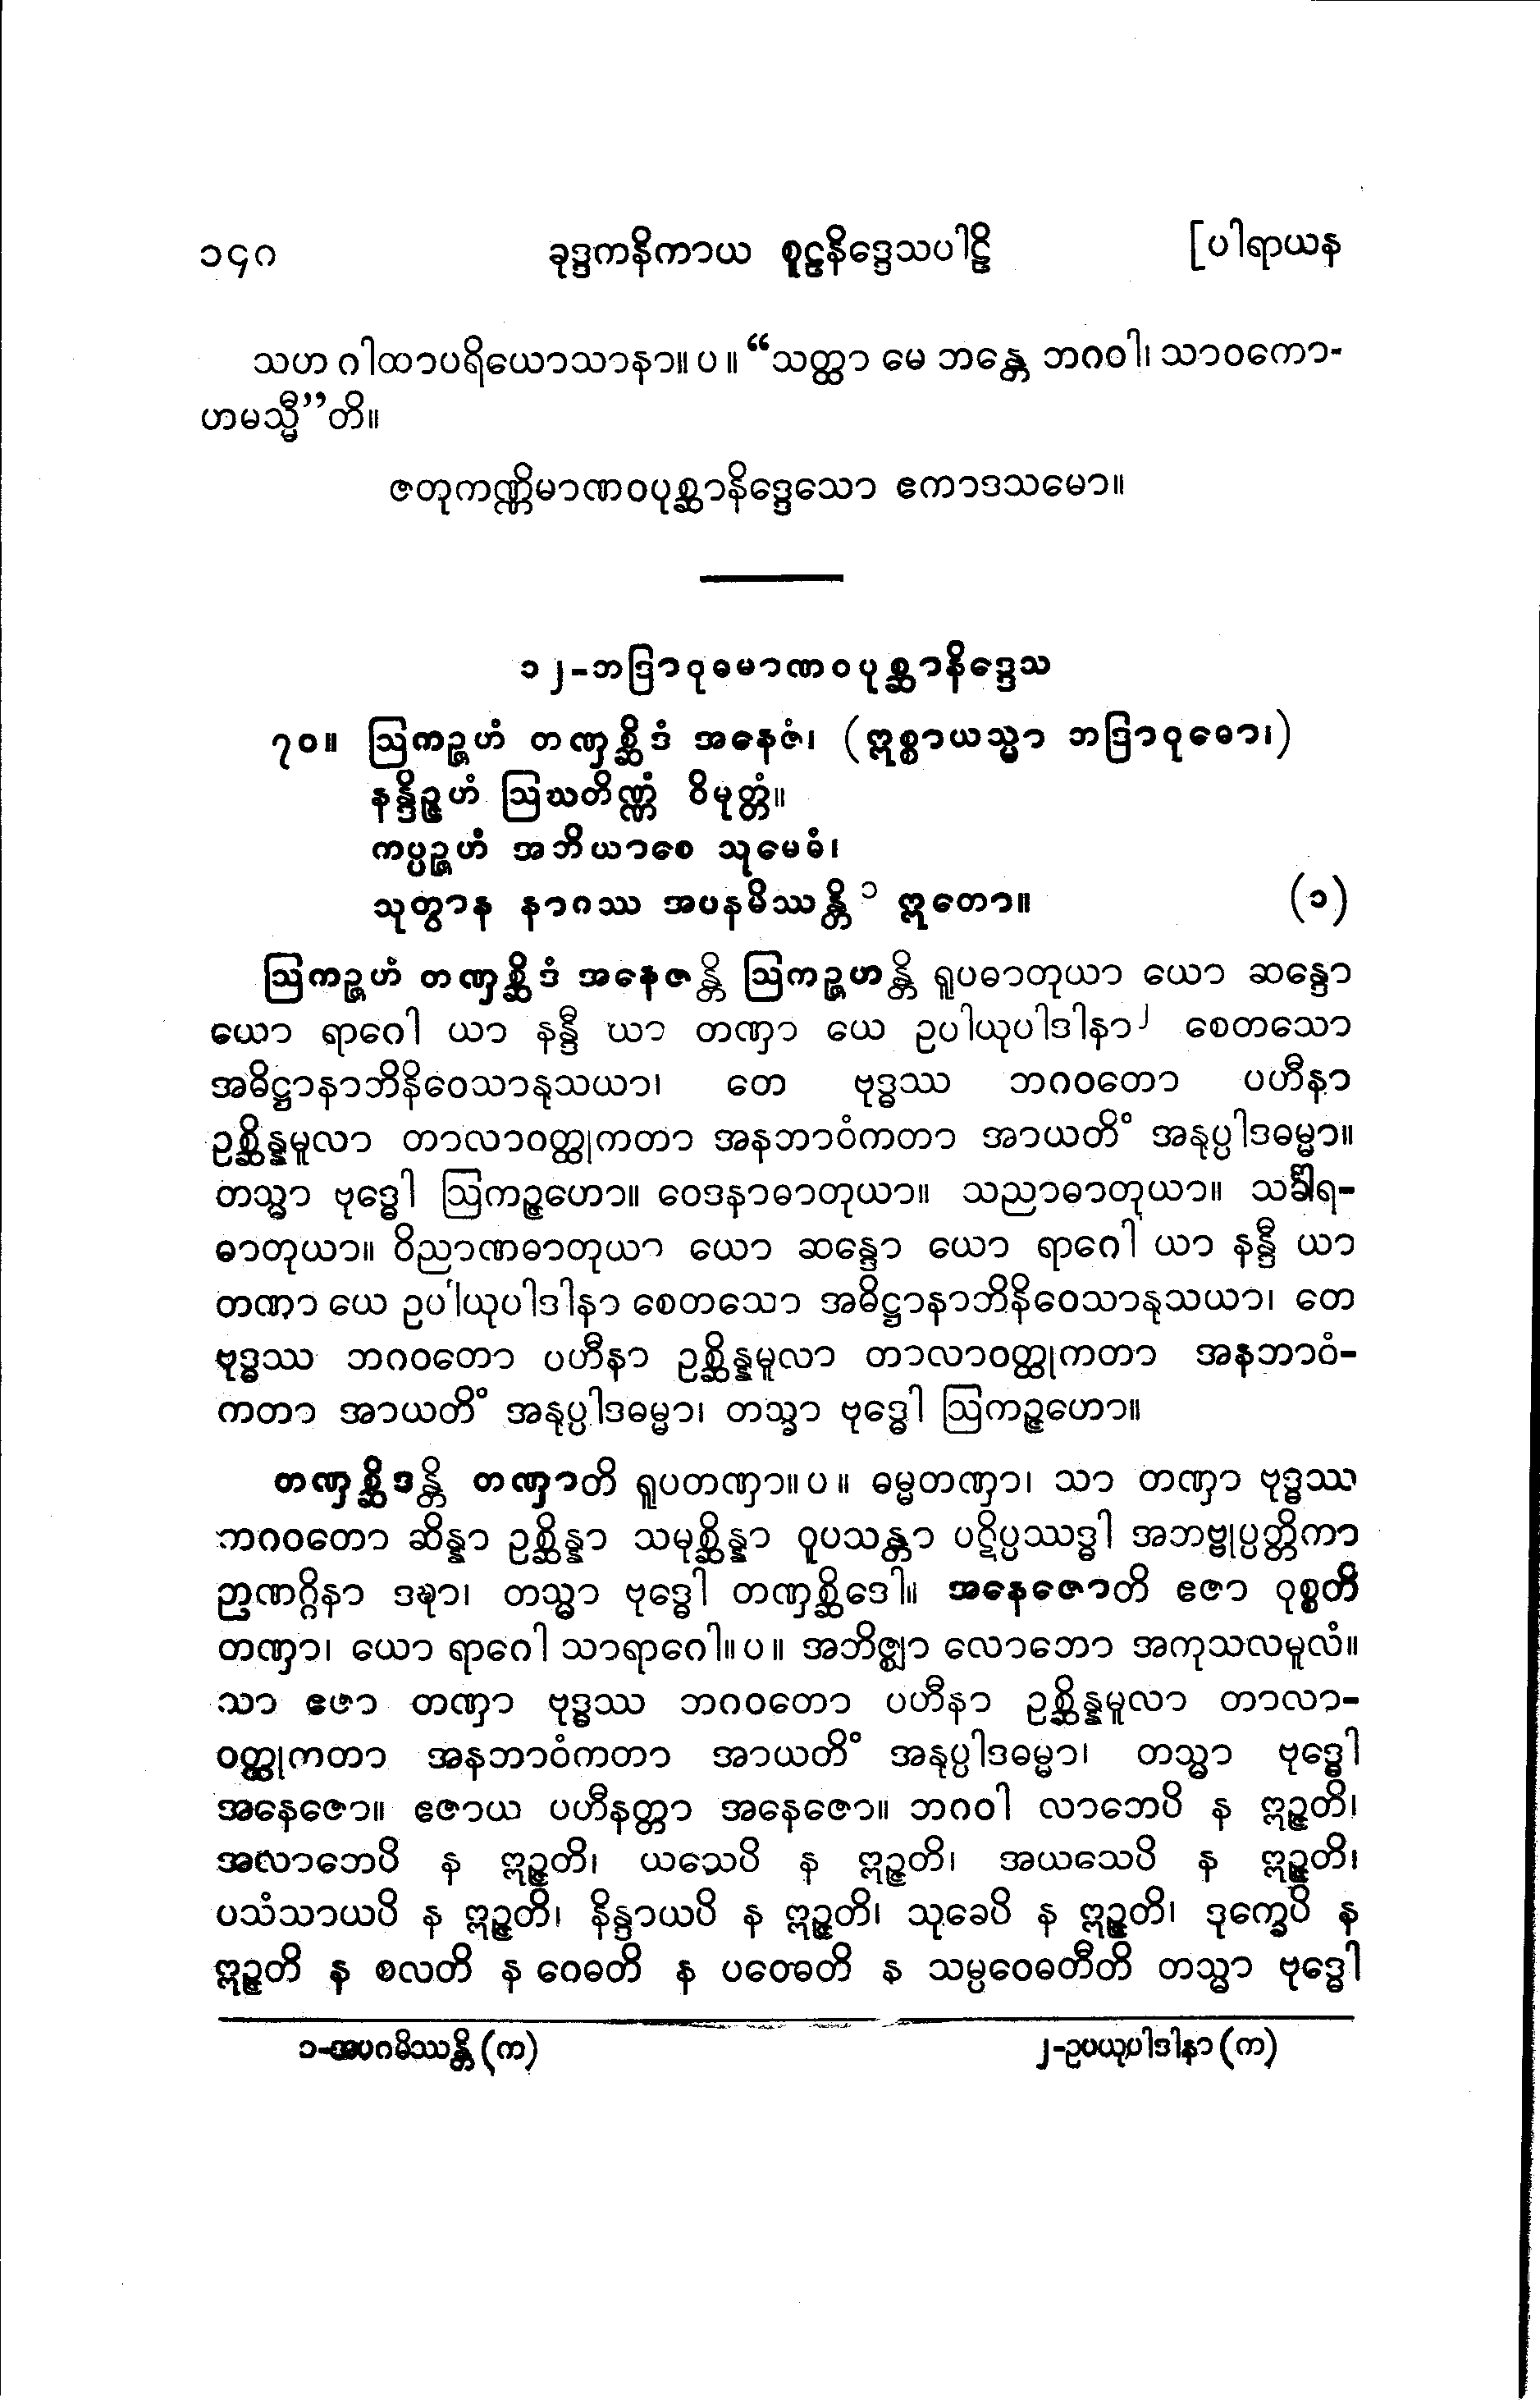 ၁၄၈ ခုဒ္ဒကနိကာယ စူဠနိဒ္ဒေသပါဠိ [ပါရာယန
သဟ ဂါထာပရိယောသာနာ။ ပ ။ “သတ္ထာ မေ ဘန္တေ ဘဂဝါ၊ သာဝကော-
ဟမသ္မီ”တိ။
ဇတုကဏ္ဏိမာဏဝပုစ္ဆာနိဒ္ဒေသော ဧကာဒသမော။
၁၂-ဘဒြာဝုဓမာဏဝပုစ္ဆာနိဒ္ဒေသ
၇၀။ ဩကဉ္ဇဟံ တဏှစ္ဆိဒံ အနေဇံ၊ (ဣစ္စာယသ္မာ ဘဒြာဝုဓော၊)
နန္ဒိဉ္ဇဟံ ဩဃတိဏ္ဏံ ဝိမုတ္တံ။
ကပ္ပဉ္ဇဟံ အဘိယာစေ သုမေဓံ၊
သုတွာန နာဂဿ အပနမိဿန္တိ ၁ ဣတော။ (၁)
ဩကဉ္ဇဟံ တဏှစ္ဆိဒံ အနေဇန္တိ ဩကဉ္ဇဟန္တိ ရူပဓာတုယာ ယော ဆန္ဒော
ယော ရာဂေါ ယာ နန္ဒီ ယာ တဏှာ ယေ ဥပါယုပါဒါနာ၂ စေတသော
အဓိဋ္ဌာနာဘိနိဝေသာနုသယာ၊ တေ ဗုဒ္ဓဿ ဘဂဝတော ပဟီနာ
ဥစ္ဆိန္နမူလာ တာလာဝတ္ထုကတာ အနဘာဝံကတာ အာယတိံ အနုပ္ပါဒဓမ္မာ။
တသ္မာ ဗုဒ္ဓေါ ဩကဉ္ဇဟော။ ဝေဒနာဓာတုယာ။ သညာဓာတုယာ။ သင်္ခါရ-
ဓာတုယာ။ ဝိညာဏဓာတုယာ ယော ဆန္ဒော ယော ရာဂေါ ယာ နန္ဒီ ယာ
တဏှာ ယေ ဥပါယုပါဒါနာ စေတသော အဓိဋ္ဌာနာဘိနိဝေသာနုသယာ၊ တေ
ဗုဒ္ဓဿ ဘဂဝတော ပဟီနာ ဥစ္ဆိန္နမူလာ တာလာဝတ္ထုကတာ အနဘာဝံ-
ကတာ အာယတိံ အနုပ္ပါဒဓမ္မာ၊ တသ္မာ ဗုဒ္ဓေါ ဩကဉ္ဇဟော။
တဏှစ္ဆိဒန္တိ တဏှာတိ ရူပတဏှာ။ ပ ။ ဓမ္မတဏှာ၊ သာ တဏှာ ဗုဒ္ဓဿ
ဘဂဝတော ဆိန္နာ ဥစ္ဆိန္နာ သမုစ္ဆိန္နာ ဝူပသန္တာ ပဋိပ္ပဿဒ္ဓါ အဘဗ္ဗုပ္ပတ္တိကာ
ဉာဏဂ္ဂိနာ ဒဍ္ဎာ၊ တသ္မာ ဗုဒ္ဓေါ တဏှစ္ဆိဒေါ။ အနေဇောတိ ဧဇာ ဝုစ္စတိ
တဏှာ၊ ယော ရာဂေါ သာရာဂေါ။ ပ ။ အဘိဇ္ဈာ လောဘော အကုသလမူလံ။
သာ ဧဇာ တဏှာ ဗုဒ္ဓဿ ဘဂဝတော ပဟီနာ ဥစ္ဆိန္နမူလာ တာလာ-
ဝတ္ထုကတာ အနဘာဝံကတာ အာယတိံ အနုပ္ပါဒဓမ္မာ၊ တသ္မာ ဗုဒ္ဓေါ
အနေဇော။ ဧဇာယ ပဟီနတ္တာ အနေဇော။ ဘဂဝါ လာဘေပိ န ဣဉ္ဇတိ၊
အလာဘေပိ န ဣဉ္ဇတိ၊ ယသေပိ န ဣဉ္ဇတိ၊ အယသေပိ န ဣဉ္ဇတိ၊
ပသံသာယပိ န ဣဉ္ဇတိ၊ နိန္ဒာယပိ န ဣဉ္ဇတိ၊ သုခေပိ န ဣဉ္ဇတိ၊ ဒုက္ခေပိ န
ဣဉ္ဇတိ န စလတိ န ဝေဓတိ န ပဝေဓတိ န သမ္ပဝေဓတီတိ တသ္မာ ဗုဒ္ဓေါ
၁-အပဂမိဿန္တိ (က) ၂-ဥပယုပါဒါနာ (က)